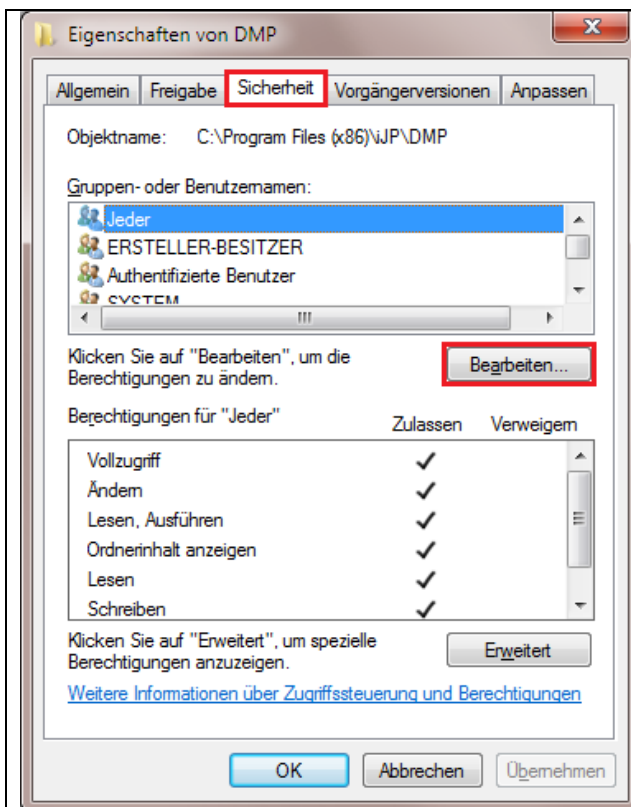 Eigenschaften von DMP
Allgemein Freigabe Sicherheit Vorgängerversionen Anpassen
Objektname: C:\Program Files (x86)\iJP\DMP
Gruppen- oder Benutzernamen:
Jeder
ERSTELLER-BESITZER
Authentifizierte Benutzer
SYSTEM
Klicken Sie auf "Bearbeiten", um die
Berechtigungen zu ändern.
Bearbeiten...
Berechtigungen für "Jeder" Zulassen Verweigern
Vollzugriff
Ändern
Lesen, Ausführen
Ordnerinhalt anzeigen
Lesen
Schreiben
Klicken Sie auf "Erweitert", um spezielle
Berechtigungen anzuzeigen.
Erweitert
Weitere Informationen über Zugriffssteuerung und Berechtigungen
OK Abbrechen Übernehmen